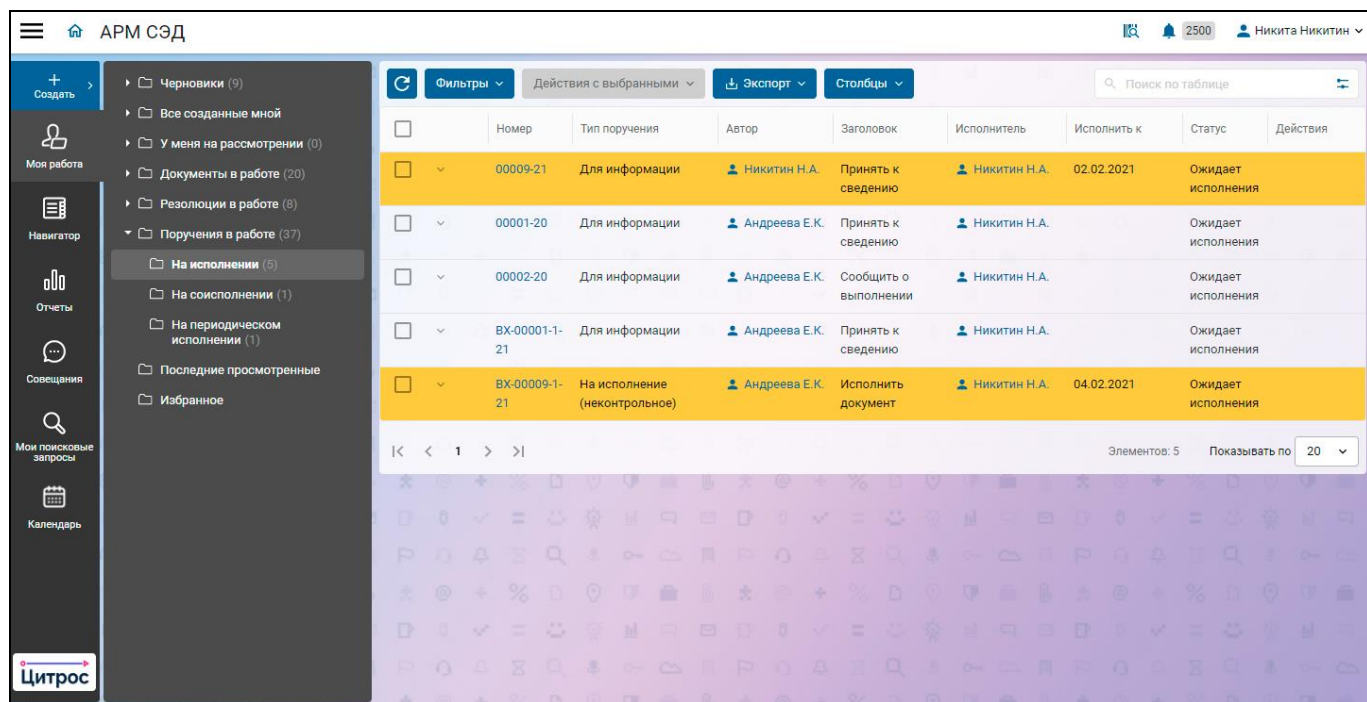 АРМ СЭД
2500
Никита Никитин
Создать
Моя работа
Навигатор
Отчеты
Совещания
Мои поисковые
запросы
Календарь
Цитрос
Черновики (9)
Все созданные мной
У меня на рассмотрении (0)
Документы в работе (20)
Резолюции в работе (8)
Поручения в работе (37)
На исполнении (5)
На соисполнении (1)
На периодическом
исполнении (1)
Последние просмотренные
Избранное
Фильтры Действия с выбранными Экспорт Столбцы Поиск по таблице
Номер Тип поручения Автор Заголовок Исполнитель Исполнить к Статус Действия
00009-21 Для информации Никитин Н.А. Принять к Никитин Н.А. 02.02.2021 Ожидает
сведению исполнения
00001-20 Для информации Андреева Е.К. Принять к Никитин Н.А. Ожидает
сведению исполнения
00002-20 Для информации Андреева Е.К. Сообщить о Никитин Н.А. Ожидает
выполнении исполнения
ВХ-00001-1- Для информации Андреева Е.К. Принять к Никитин Н.А. Ожидает
21 сведению исполнения
ВХ-00009-1- На исполнение Андреева Е.К. Исполнить Никитин Н.А. 04.02.2021 Ожидает
21 (неконтрольное) документ исполнения
1 Элементов: 5 Показывать по 20